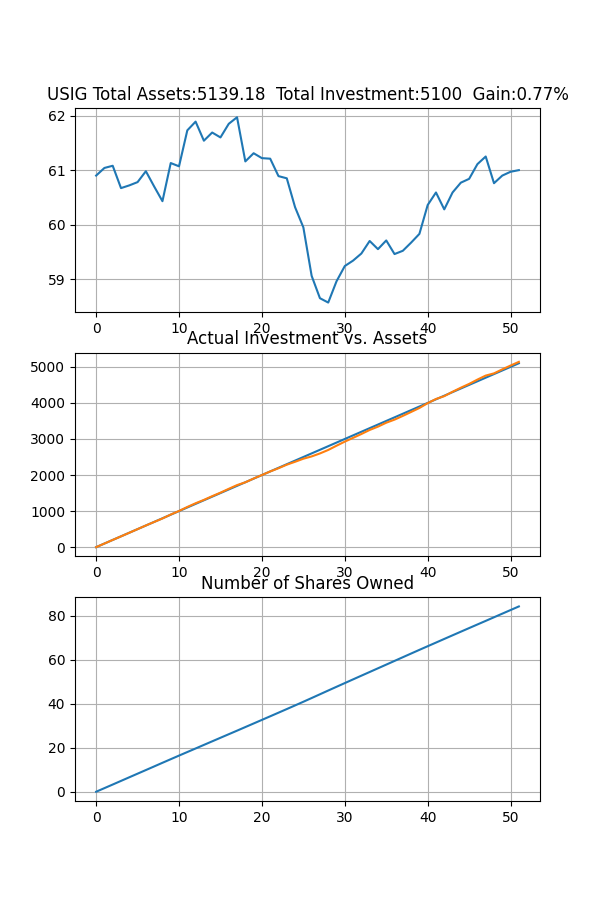 USIG Total Assets:5139.18  Total Investment:5100  Gain:0.77%
62
61
60
59
0 10 20 30 40 50
Actual Investment vs. Assets
5000
4000
3000
2000
1000
0
0 10 20 30 40 50
Number of Shares Owned
80
60
40
20
0
0 10 20 30 40 50